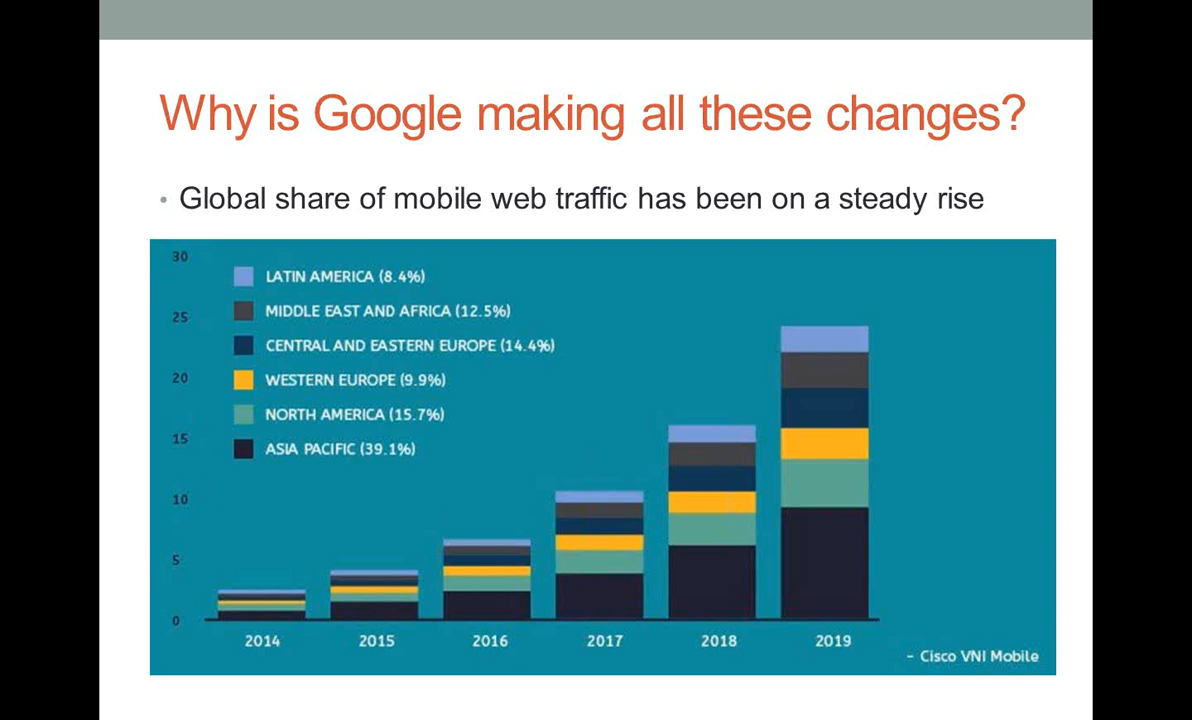 Why is Google making all these changes?
• Global share of mobile web traffic has been on a steady rise
30
25
20
15
10
5
0
LATIN AMERICA (8.4%)
MIDDLE EAST AND AFRICA (12.5%)
CENTRAL AND EASTERN EUROPE (14.4%)
WESTERN EUROPE (9.9%)
NORTH AMERICA (15.7%)
ASIA PACIFIC (39.1%)
2014 2015 2016 2017 2018 2019
- Cisco VNI Mobile